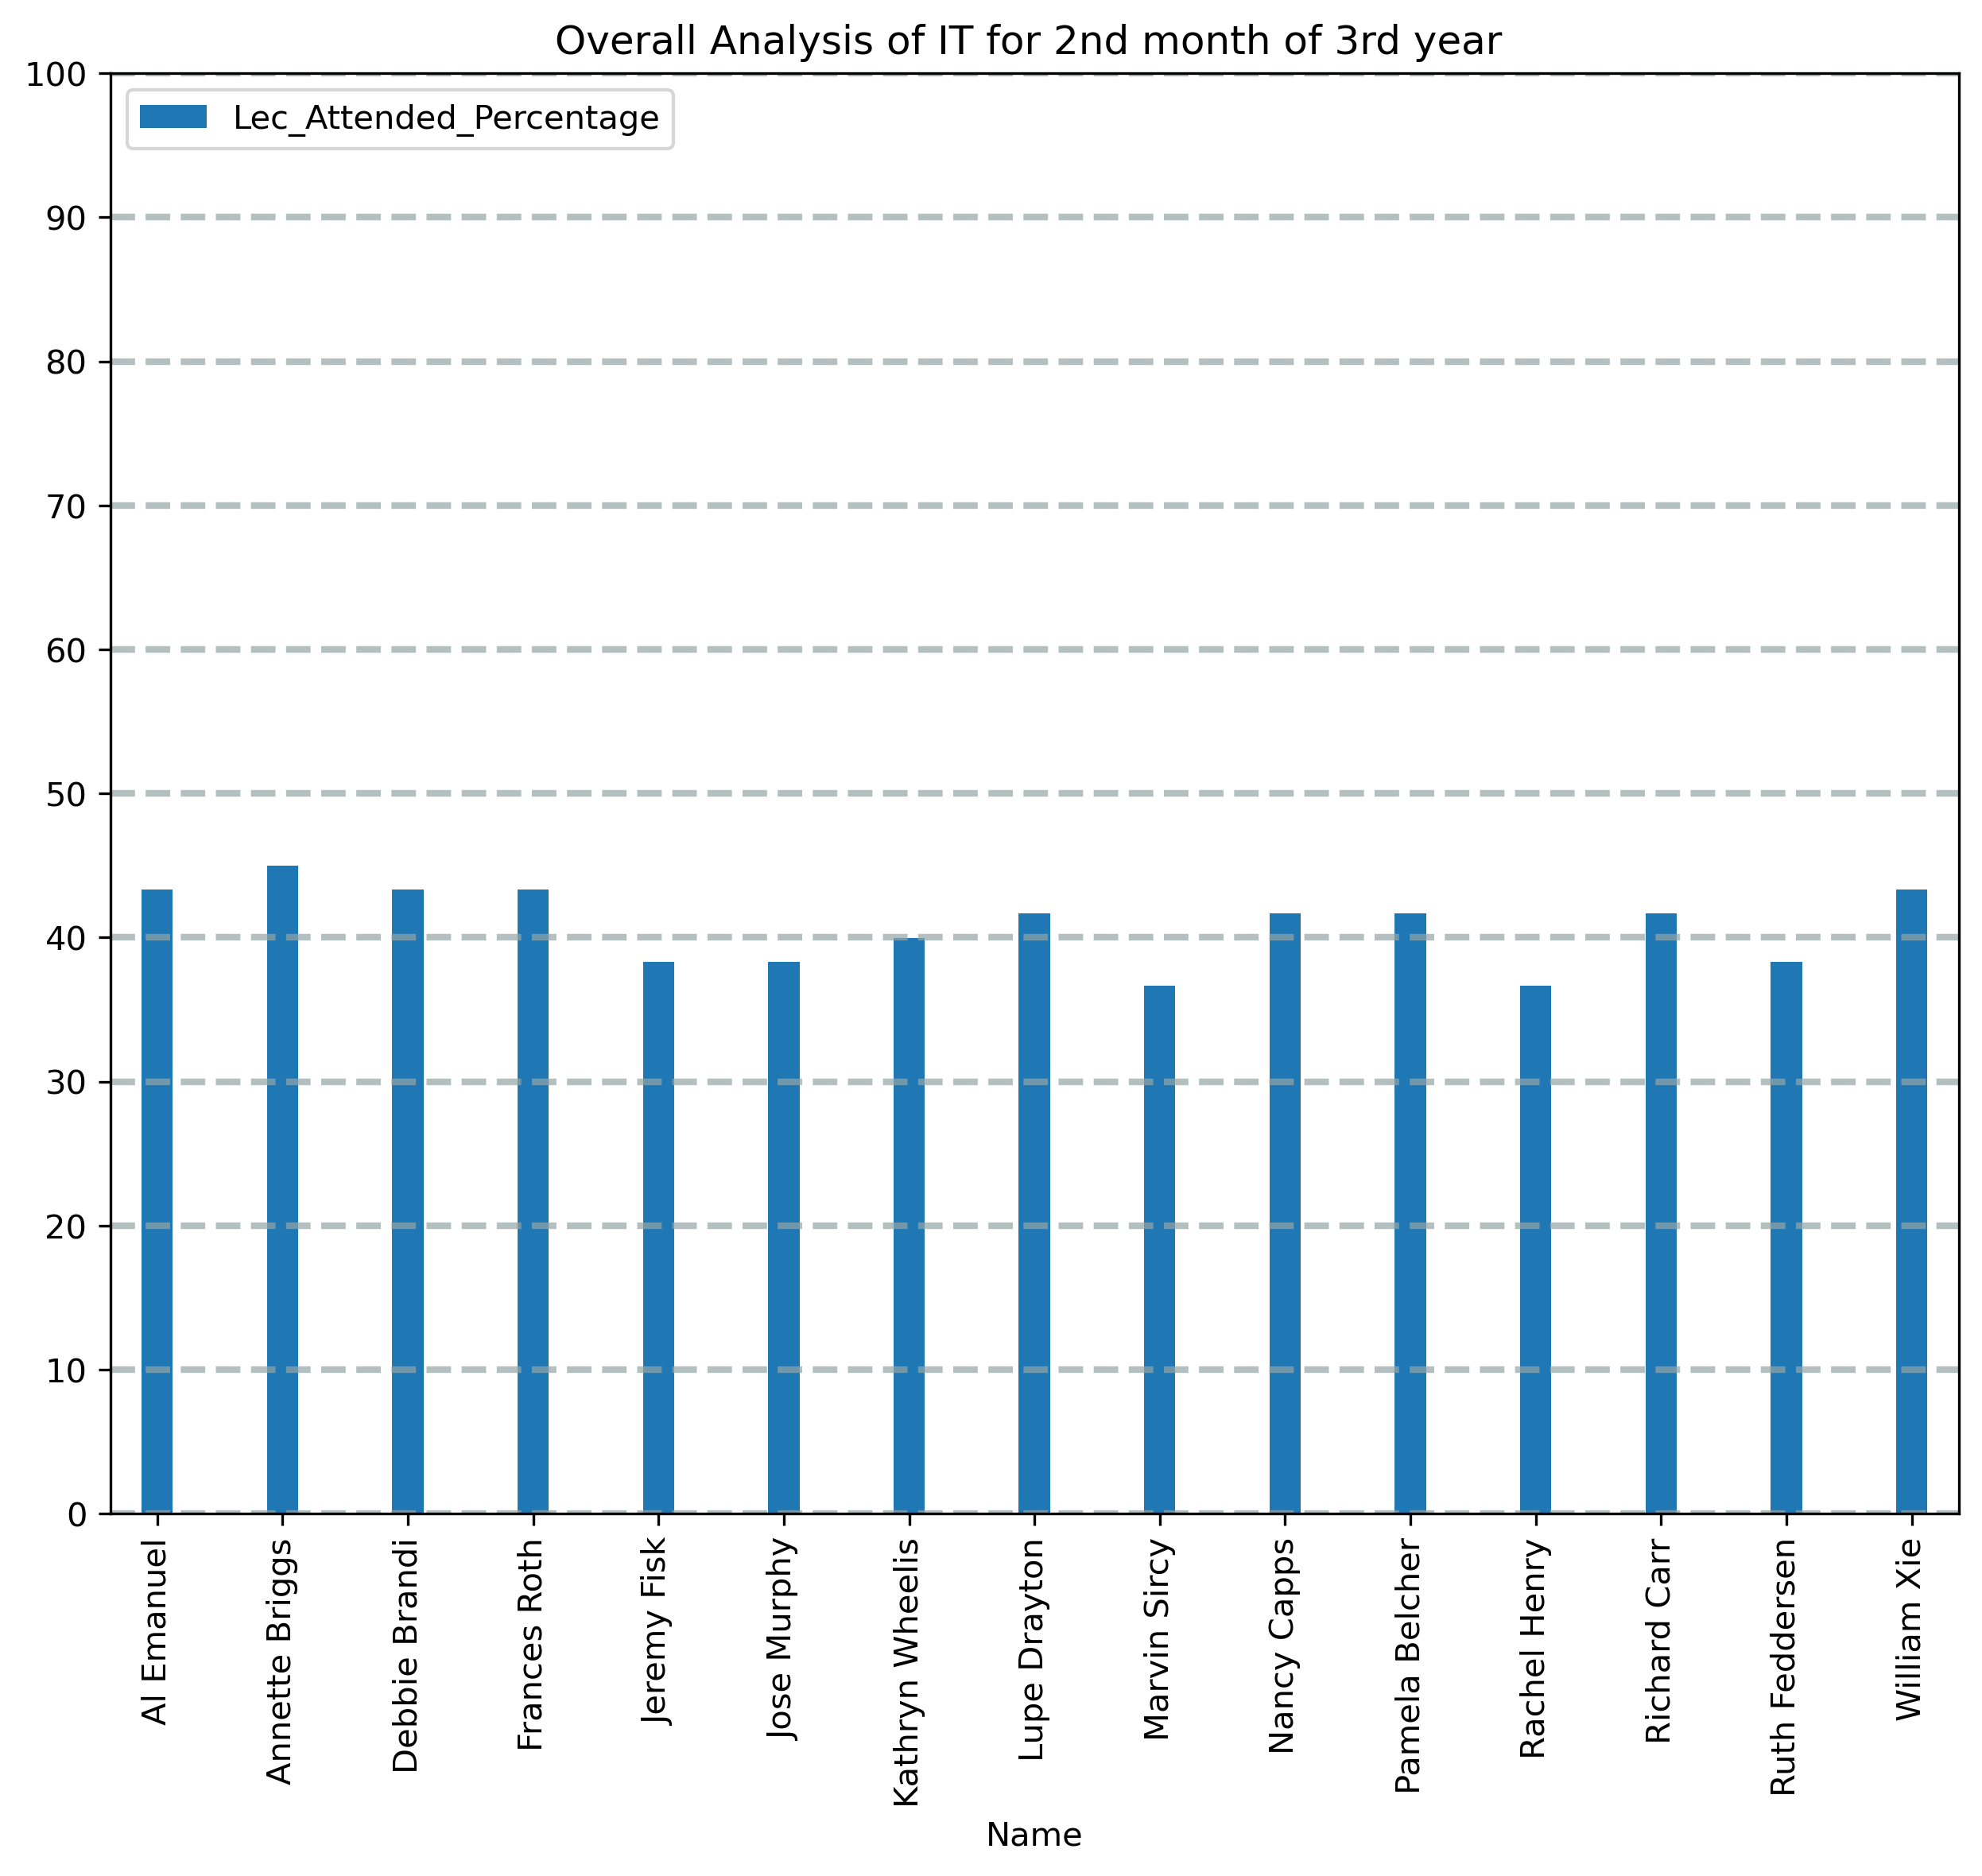 Overall Analysis of IT for 2nd month of 3rd year
Lec_Attended_Percentage
100
90
80
70
60
50
40
30
20
10
0
Al Emanuel
Annette Briggs
Debbie Brandi
Frances Roth
Jeremy Fisk
Jose Murphy
Kathryn Wheelis
Lupe Drayton
Marvin Sircy
Nancy Capps
Pamela Belcher
Rachel Henry
Richard Carr
Ruth Feddersen
William Xie
Name